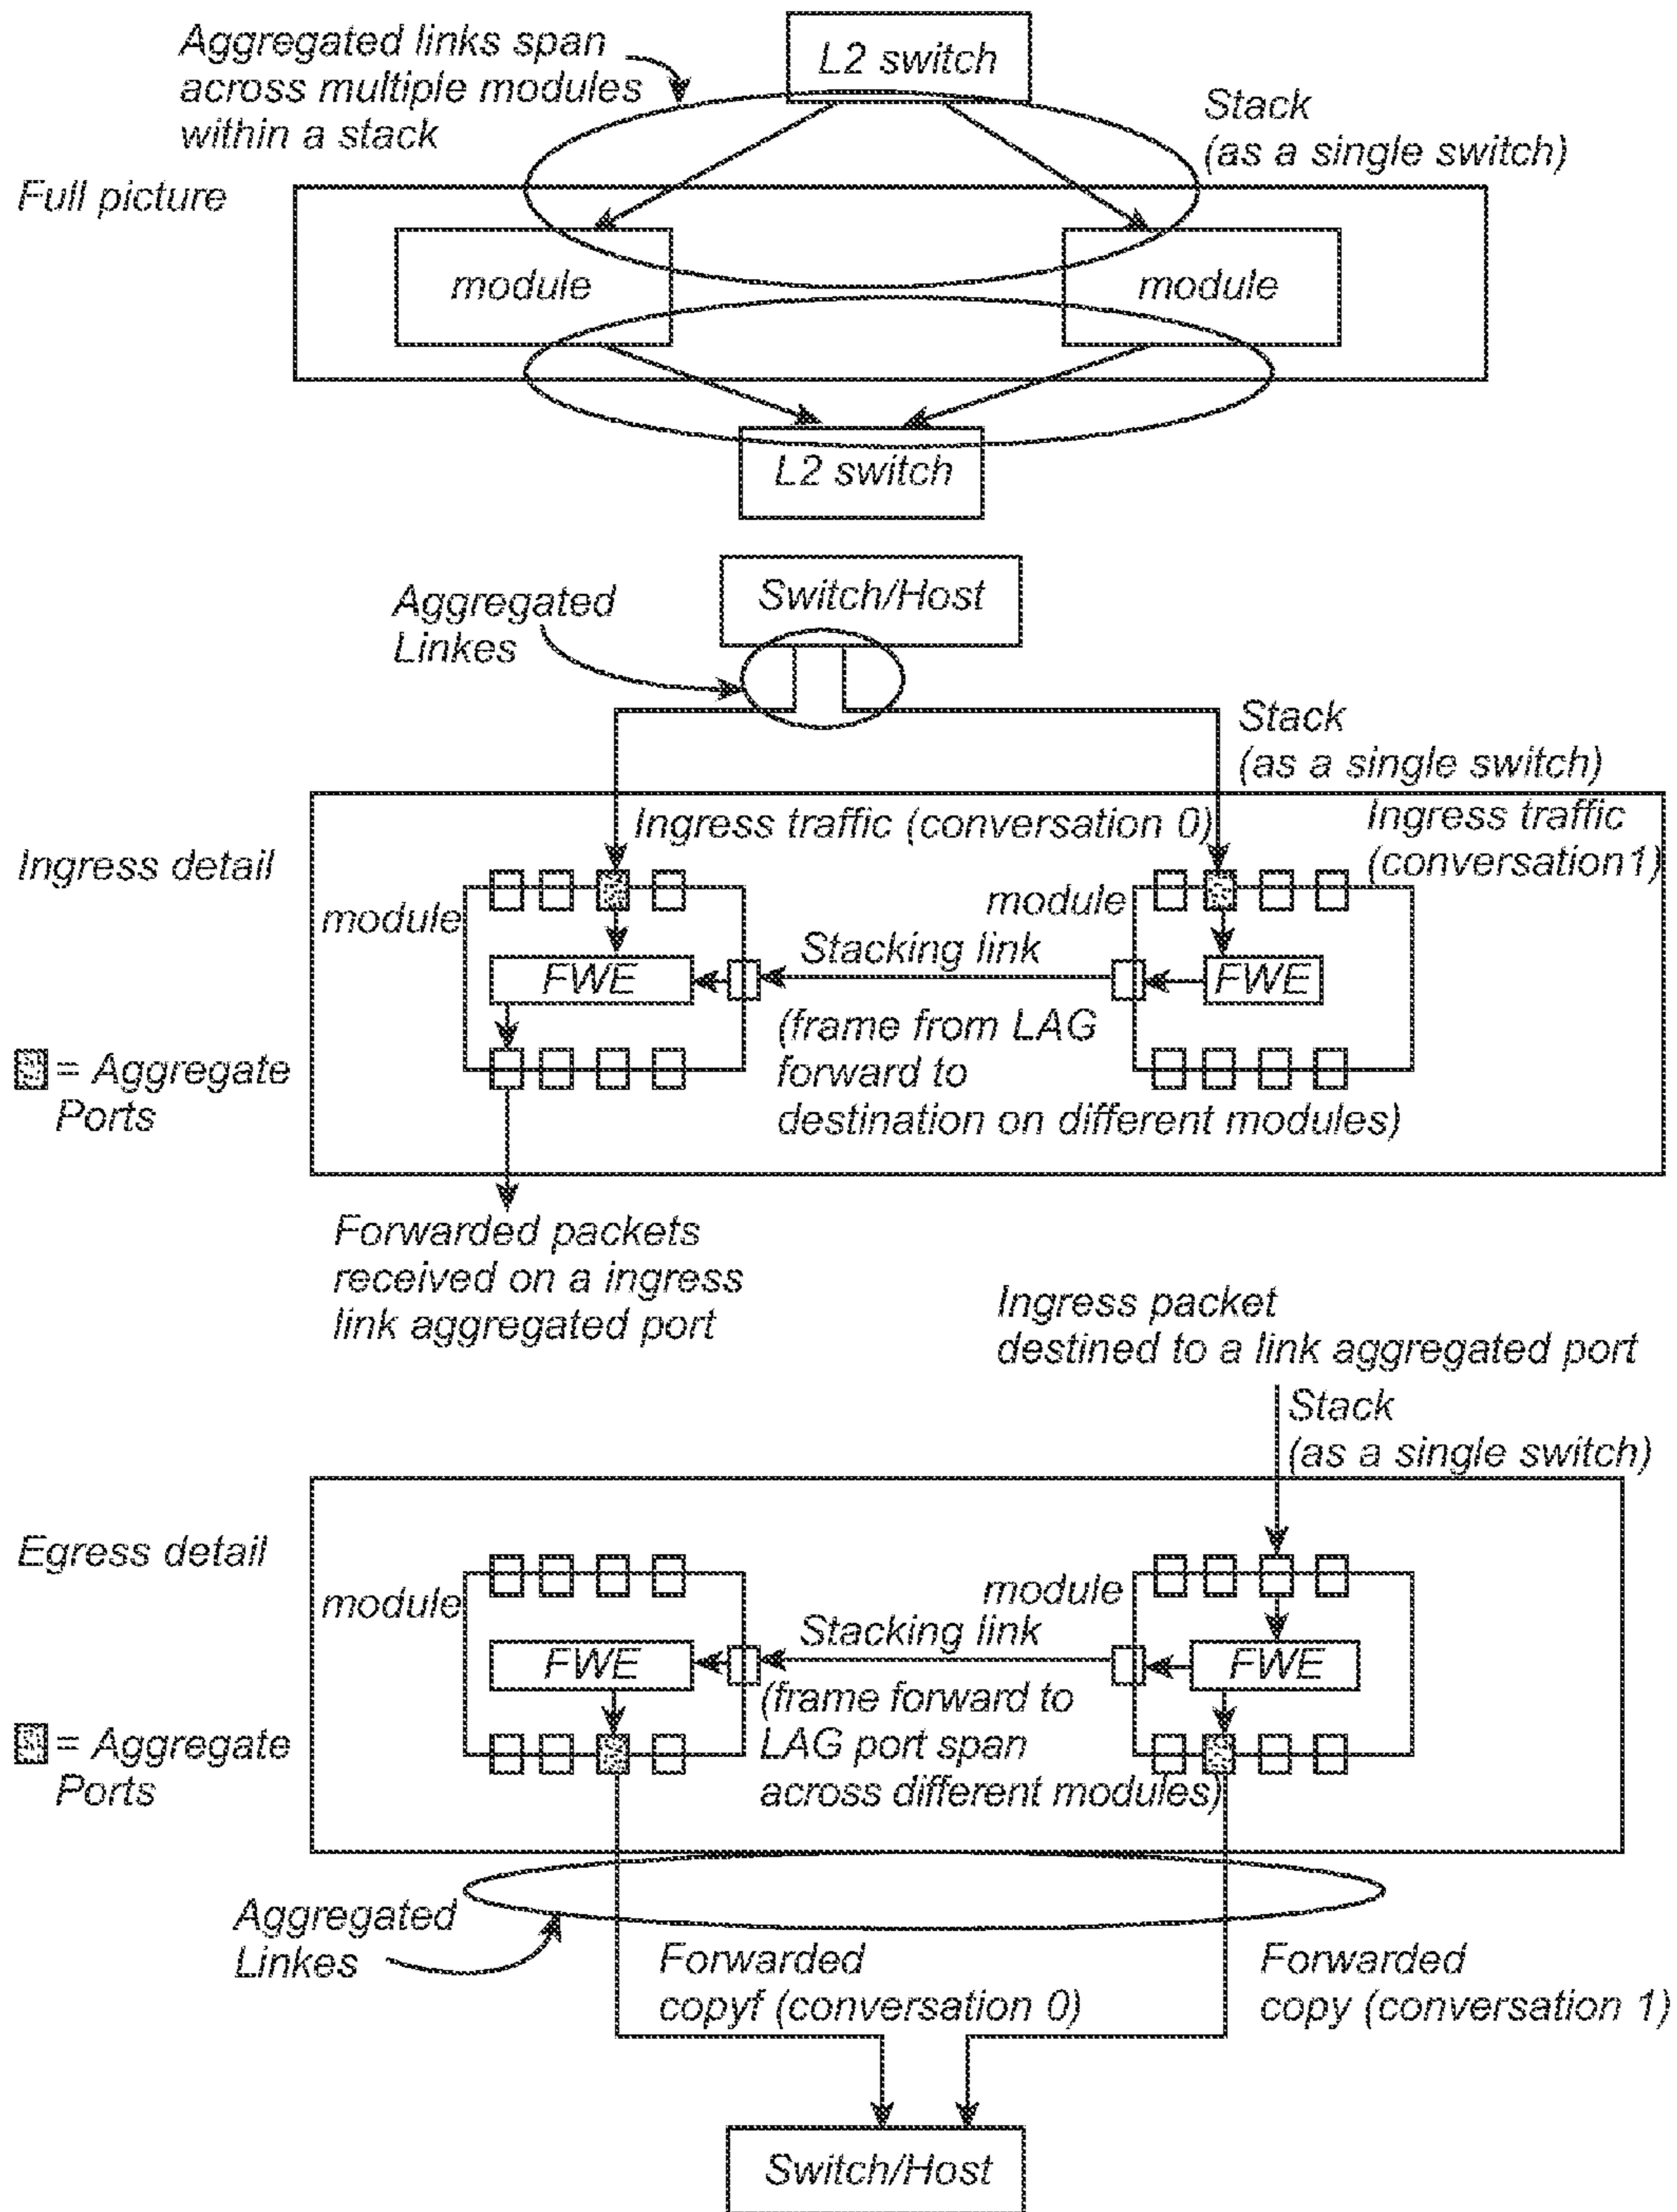 Aggregated links span
across multiple modules
within a stack
L2 switch
Stack
(as a single switch)
Full picture
module
module
L2 switch
Switch/Host
Aggregated
Linkes
Stack
(as a single switch)
Ingress traffic (conversation 0)
Ingress traffic
(conversation1)
Ingress detail
module
module
Stacking link
FWE
FWE
(frame from LAG
forward to
destination on different modules)
= Aggregate
Ports
Forwarded packets
received on a ingress
link aggregated port
Ingress packet
destined to a link aggregated port
Stack
(as a single switch)
Egress detail
module
module
Stacking link
FWE
FWE
(frame forward to
LAG port span
across different modules)
= Aggregate
Ports
Aggregated
Linkes
Forwarded
copyf (conversation 0)
Forwarded
copy (conversation 1)
Switch/Host